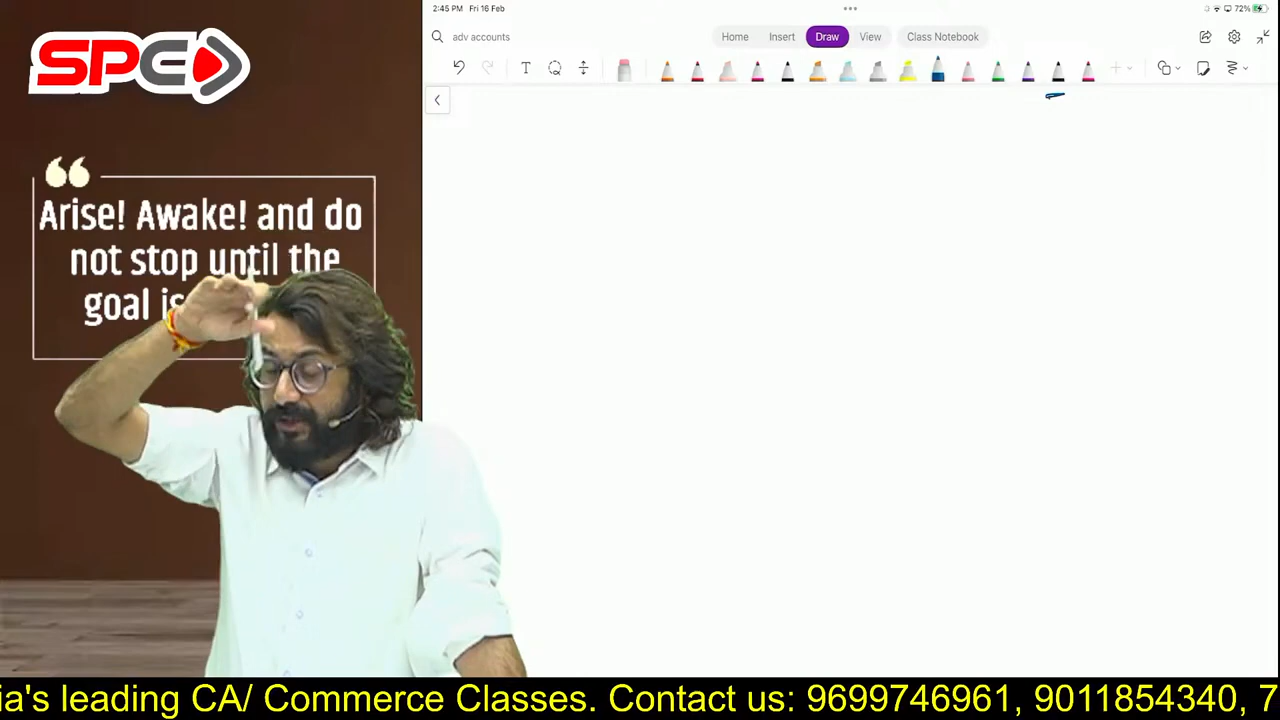 SPED
2:45 PM Fri 16 Feb
72%
adv accounts
Home Insert Draw View Class Notebook
T
Arise! Awake! and do
not stop until the
goal is
ia's leading CA/ Commerce Classes. Contact us: 9699746961, 9011854340, 7